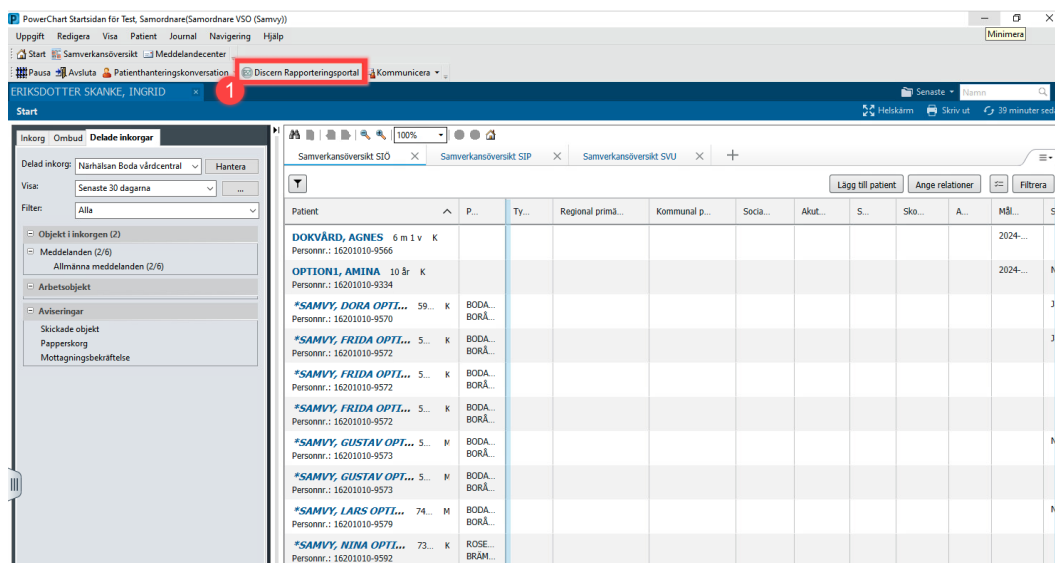 PowerChart Startsidan för Test, Samordnare(Samordnare VSO (Samvy))
Uppgift Redigera Visa Patient Journal Navigering Hjälp
Minimera
Start Samverkansöversikt Meddelandecenter
Pausa Avsluta Patienthanteringskonversation Discern Rapporteringsportal Kommunicera
1
ERIKSDOTTER SKANKE, INGRID × Senaste Namn
Start Helskärm Skriv ut 39 minuter sed
Inkorg Ombud Delade inkorgar
Delad inkorg: Närhälsan Boda vårdcentral Hantera
Visa: Senaste 30 dagarna ...
Filter: Alla
Objekt i inkorgen (2)
Meddelanden (2/6)
Allmänna meddelanden (2/6)
Arbetsobjekt
Aviseringar
Skickade objekt
Papperskorg
Mottagningsbekräftelse
100%
Samverkansöversikt SIÖ × Samverkansöversikt SIP × Samverkansöversikt SVU × +
Lägg till patient Ange relationer Filtrera
Patient P... Ty... Regional primä... Kommunal p... Socia... Akut... S... Sko... A... Mål... S
DOKVÅRD, AGNES 6 m 1 v K 2024-...
Personnr.: 16201010-9566
OPTION1, AMINA 10 år K 2024-... N
Personnr.: 16201010-9334
*SAMVY, DORA OPTI... 59... K BODA... J
Personnr.: 16201010-9570 BORÅ...
*SAMVY, FRIDA OPTI... 5... K BODA... J
Personnr.: 16201010-9572 BORÅ...
*SAMVY, FRIDA OPTI... 5... K BODA...
Personnr.: 16201010-9572 BORÅ...
*SAMVY, FRIDA OPTI... 5... K BODA...
Personnr.: 16201010-9572 BORÅ...
*SAMVY, GUSTAV OPT... 5... M BODA... N
Personnr.: 16201010-9573 BORÅ...
*SAMVY, GUSTAV OPT... 5... M BODA...
Personnr.: 16201010-9573 BORÅ...
*SAMVY, LARS OPTI... 74... M BODA... N
Personnr.: 16201010-9579 BORÅ...
*SAMVY, NINA OPTI... 73... K ROSE...
Personnr.: 16201010-9592 BRÄM...